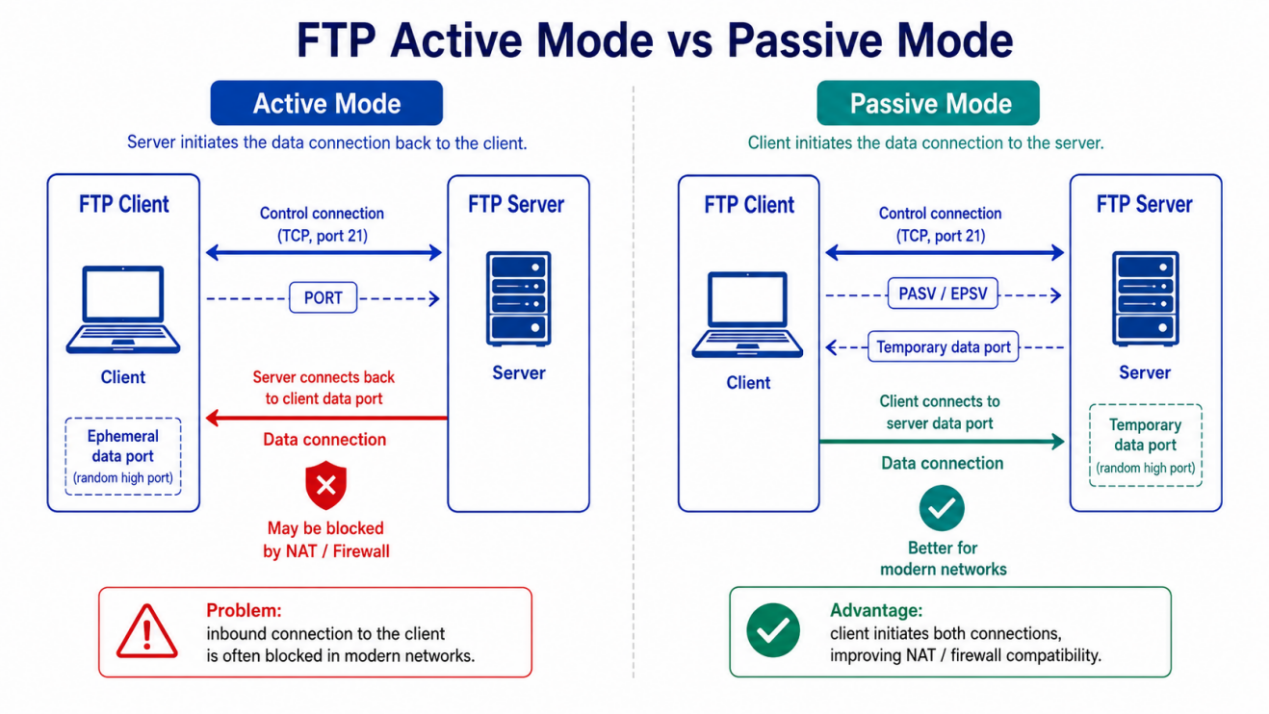 FTP Active Mode vs Passive Mode
Active Mode
Server initiates the data connection back to the client.
FTP Client
Control connection
(TCP, port 21)
FTP Server
PORT
Client
Server
Server connects back
to client data port
Data connection
Ephemeral
data port
(random high port)
May be blocked
by NAT / Firewall
Problem:
inbound connection to the client
is often blocked in modern networks.
Passive Mode
Client initiates the data connection to the server.
FTP Client
Control connection
(TCP, port 21)
FTP Server
PASV / EPSV
Temporary data port
Client
Server
Client connects to
server data port
Data connection
Temporary
data port
(random high port)
Better for
modern networks
Advantage:
client initiates both connections,
improving NAT / firewall compatibility.